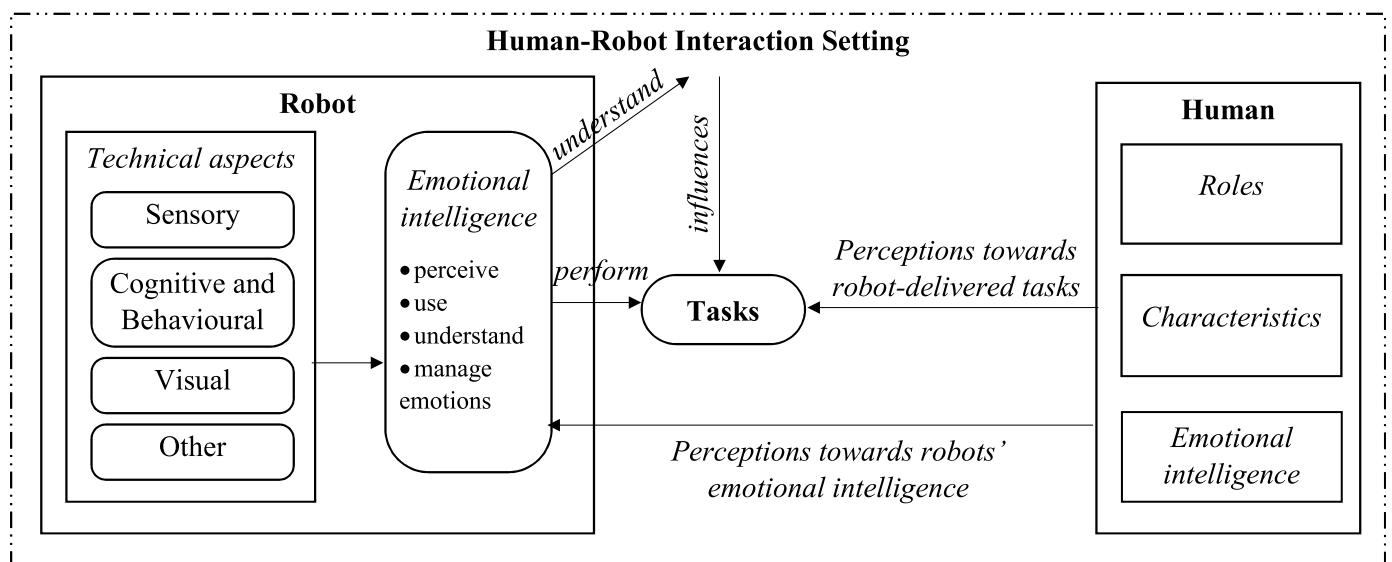 Human-Robot Interaction Setting
Robot
Technical aspects
Sensory
Cognitive and
Behavioural
Visual
Other
Emotional
intelligence
• perceive
• use
• understand
• manage
emotions
understand
perform
influences
Tasks
Perceptions towards
robot-delivered tasks
Perceptions towards robots’
emotional intelligence
Human
Roles
Characteristics
Emotional
intelligence